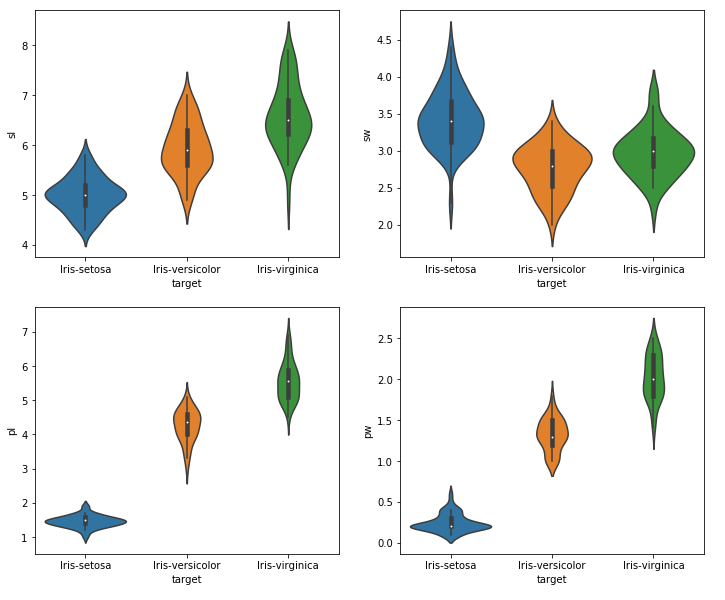 8
7
6
5
4
sl
Iris-setosa Iris-versicolor Iris-virginica
target
4.5
4.0
3.5
3.0
2.5
2.0
sw
Iris-setosa Iris-versicolor Iris-virginica
target
7
6
5
4
3
2
1
pl
Iris-setosa Iris-versicolor Iris-virginica
target
2.5
2.0
1.5
1.0
0.5
0.0
pw
Iris-setosa Iris-versicolor Iris-virginica
target